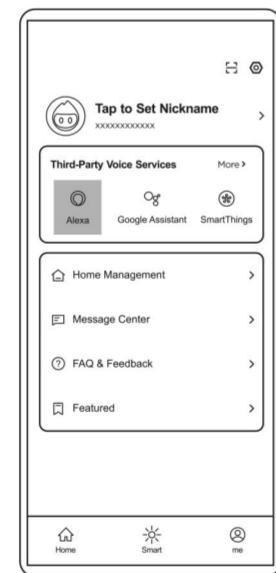 Tap to Set Nickname
xxxxxxxxxxxx
Third-Party Voice Services More
Alexa Google Assistant SmartThings
Home Management
Message Center
FAQ & Feedback
Featured
Home Smart me